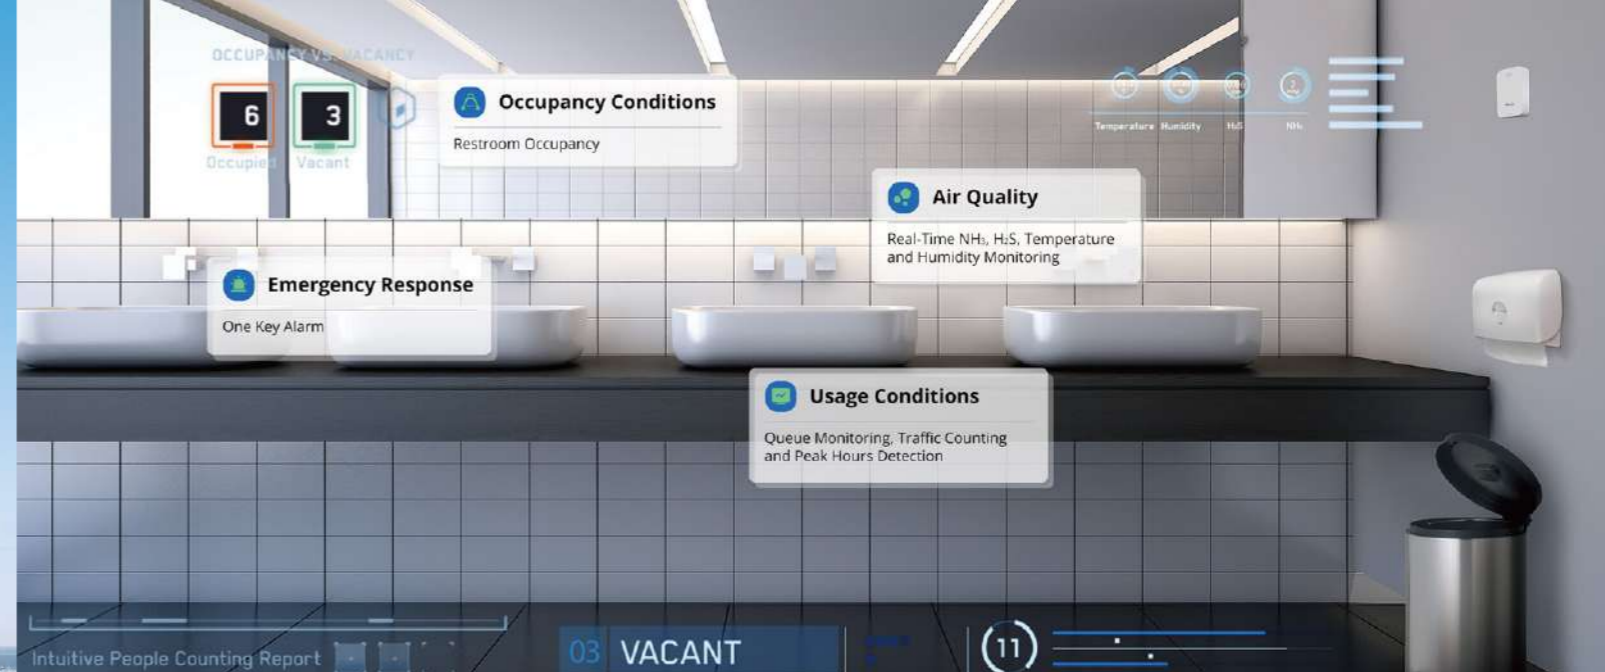 OCCUPANCY VS. VACANCY
6
3
Occupied
Vacant
Occupancy Conditions
Restroom Occupancy
Temperature
Humidity
H₂S
NH₃
Air Quality
Real-Time NH₃, H₂S, Temperature
and Humidity Monitoring
Emergency Response
One Key Alarm
Usage Conditions
Queue Monitoring, Traffic Counting
and Peak Hours Detection
Intuitive People Counting Report
03 VACANT
11